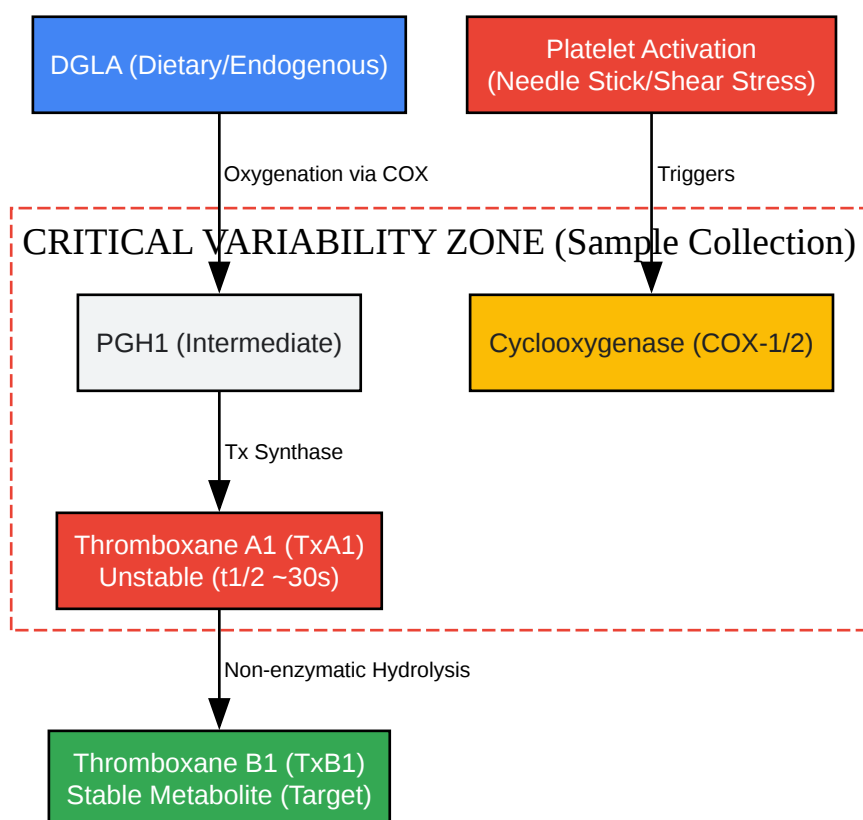 DGLA (Dietary/Endogenous)
Platelet Activation
(Needle Stick/Shear Stress)
Oxygenation via COX
Triggers
CRITICAL VARIABILITY ZONE (Sample Collection)
PGH1 (Intermediate)
Cyclooxygenase (COX-1/2)
Tx Synthase
Thromboxane A1 (TxA1)
Unstable (t1/2 ~30s)
Non-enzymatic Hydrolysis
Thromboxane B1 (TxB1)
Stable Metabolite (Target)